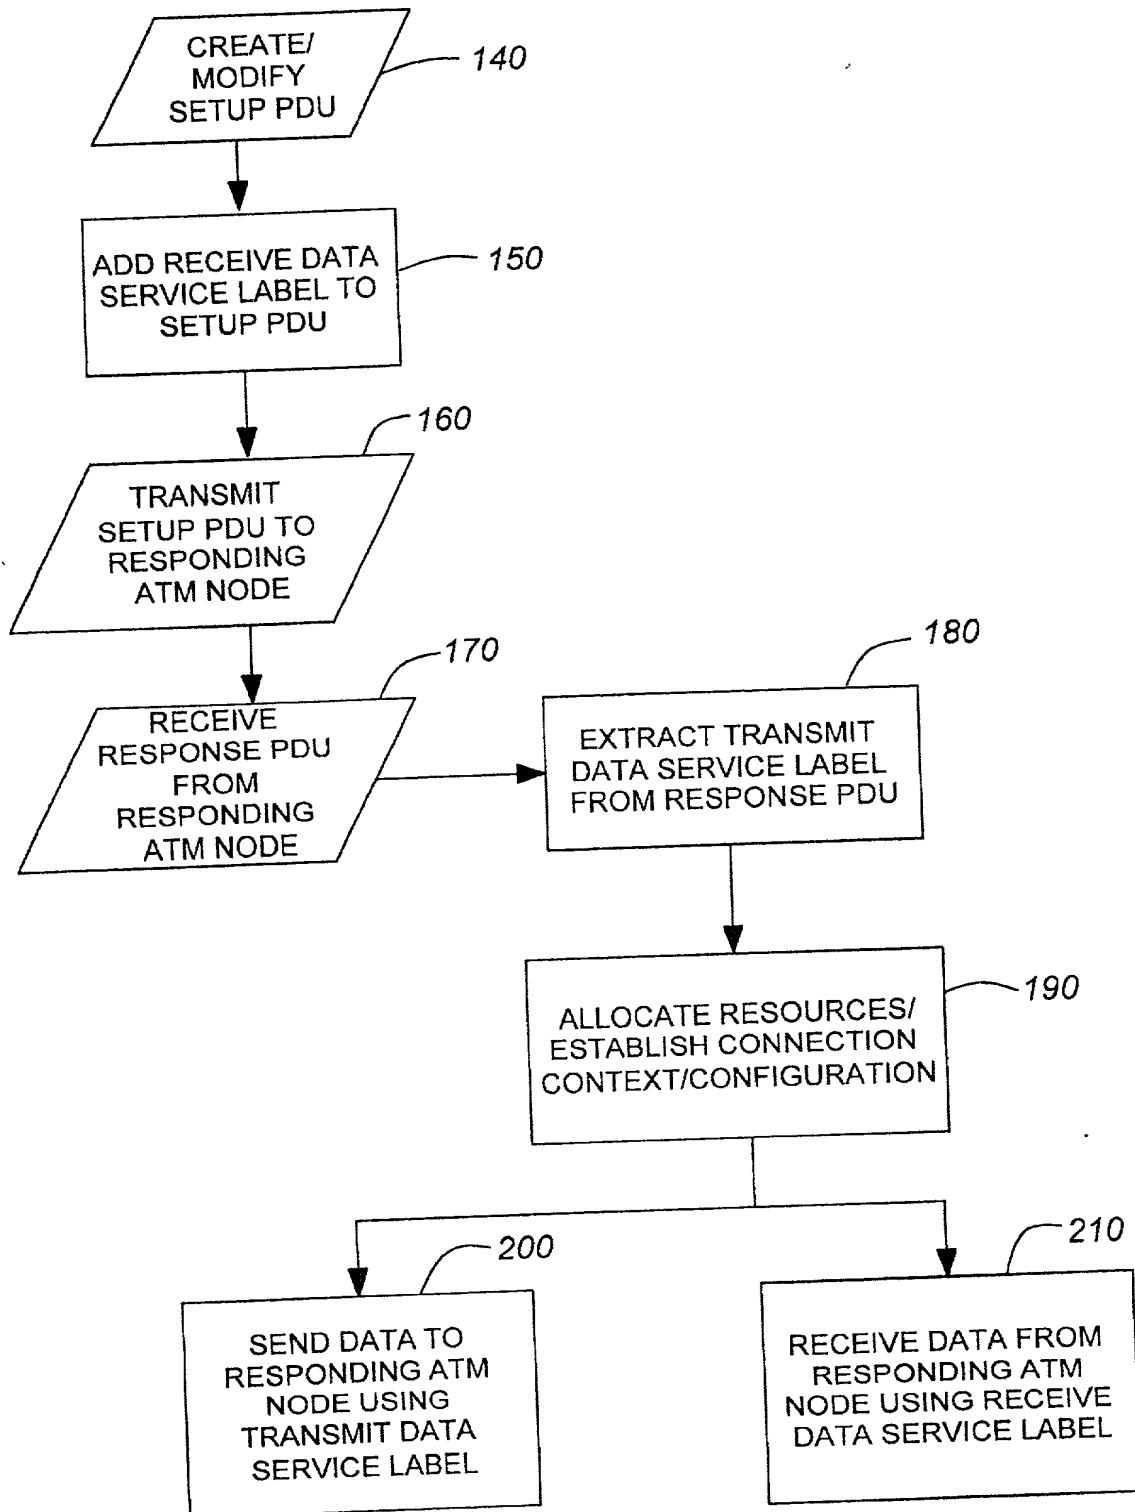 CREATE/
MODIFY
SETUP PDU
140
ADD RECEIVE DATA
SERVICE LABEL TO
SETUP PDU
150
160
TRANSMIT
SETUP PDU TO
RESPONDING
ATM NODE
170
RECEIVE
RESPONSE PDU
FROM
RESPONDING
ATM NODE
180
EXTRACT TRANSMIT
DATA SERVICE LABEL
FROM RESPONSE PDU
190
ALLOCATE RESOURCES/
ESTABLISH CONNECTION
CONTEXT/CONFIGURATION
200
SEND DATA TO
RESPONDING ATM
NODE USING
TRANSMIT DATA
SERVICE LABEL
210
RECEIVE DATA FROM
RESPONDING ATM
NODE USING RECEIVE
DATA SERVICE LABEL